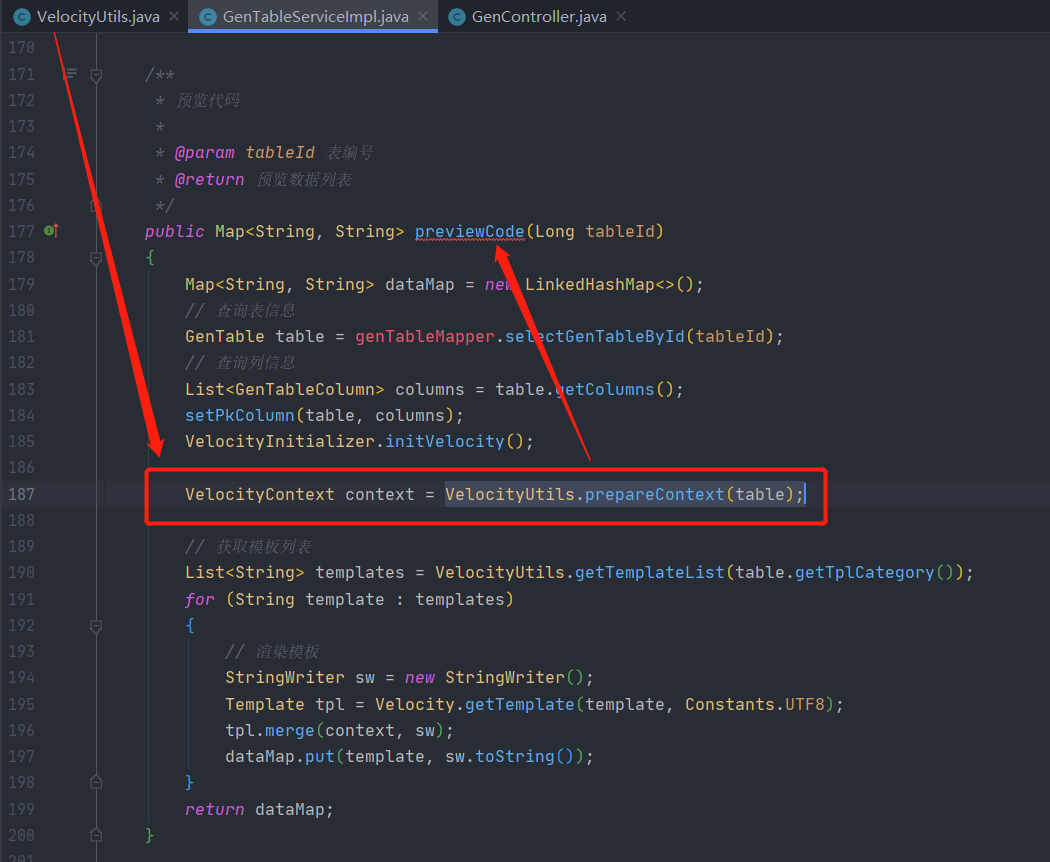 VelocityUtils.java GenTableServiceImpl.java GenController.java
170
171 /**
172 * 预览代码
173 *
174 * @param tableId 表编号
175 * @return 预览数据列表
176 */
177 public Map<String, String> previewCode(Long tableId)
178 {
179 Map<String, String> dataMap = new LinkedHashMap<>();
180 // 查询表信息
181 GenTable table = genTableMapper.selectGenTableById(tableId);
182 // 查询列信息
183 List<GenTableColumn> columns = table.getColumns();
184 setPkColumn(table, columns);
185 VelocityInitializer.initVelocity();
186
187 VelocityContext context = VelocityUtils.prepareContext(table);
188
189 // 获取模板列表
190 List<String> templates = VelocityUtils.getTemplateList(table.getTplCategory());
191 for (String template : templates)
192 {
193 // 渲染模板
194 StringWriter sw = new StringWriter();
195 Template tpl = Velocity.getTemplate(template, Constants.UTF8);
196 tpl.merge(context, sw);
197 dataMap.put(template, sw.toString());
198 }
199 return dataMap;
200 }
201